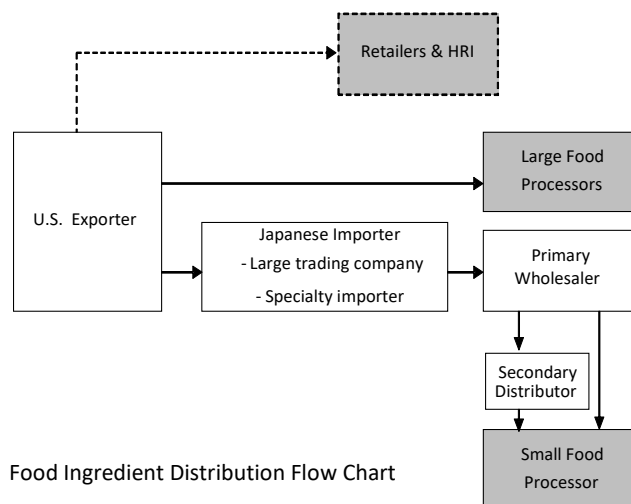 Retailers & HRI
Large Food
Processors
U.S. Exporter
Japanese Importer
- Large trading company
- Specialty importer
Primary
Wholesaler
Secondary
Distributor
Small Food
Processor
Food Ingredient Distribution Flow Chart